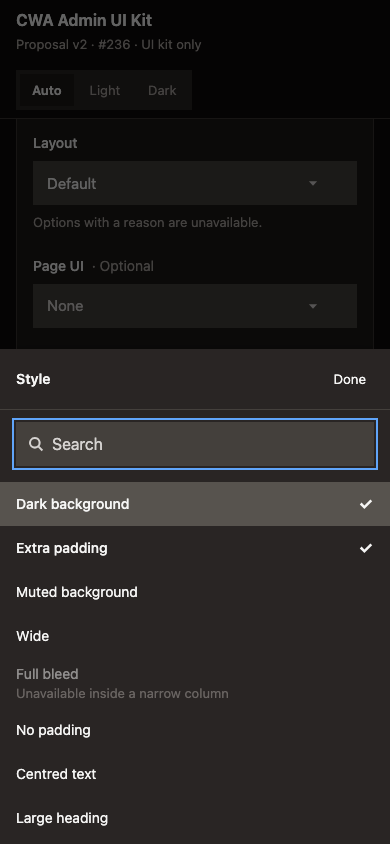 CWA Admin UI Kit
Proposal v2 · #236 · UI kit only
Auto Light Dark
Layout
Default
Options with a reason are unavailable.
Page UI · Optional
None
Style Done
Search
Dark background
Extra padding
Muted background
Wide
Full bleed
Unavailable inside a narrow column
No padding
Centred text
Large heading